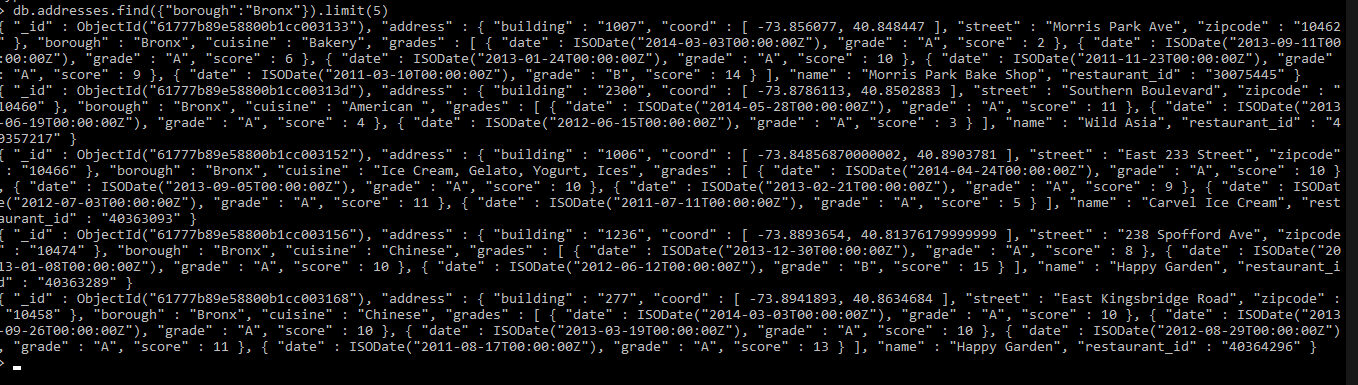 > db.addresses.find({"borough":"Bronx"}).limit(5)
{ "_id" : ObjectId("61777b89e58800b1cc003133"), "address" : { "building" : "1007", "coord" : [ -73.856077, 40.848447 ], "street" : "Morris Park Ave", "zipcode" : "10462
" }, "borough" : "Bronx", "cuisine" : "Bakery", "grades" : [ { "date" : ISODate("2014-03-03T00:00:00Z"), "grade" : "A", "score" : 2 }, { "date" : ISODate("2013-09-11T00
:00:00Z"), "grade" : "A", "score" : 6 }, { "date" : ISODate("2013-01-24T00:00:00Z"), "grade" : "A", "score" : 10 }, { "date" : ISODate("2011-11-23T00:00:00Z"), "grade"
: "A", "score" : 9 }, { "date" : ISODate("2011-03-10T00:00:00Z"), "grade" : "B", "score" : 14 } ], "name" : "Morris Park Bake Shop", "restaurant_id" : "30075445" }
{ "_id" : ObjectId("61777b89e58800b1cc00313d"), "address" : { "building" : "2300", "coord" : [ -73.8786113, 40.8502883 ], "street" : "Southern Boulevard", "zipcode" : "
10460" }, "borough" : "Bronx", "cuisine" : "American ", "grades" : [ { "date" : ISODate("2014-05-28T00:00:00Z"), "grade" : "A", "score" : 11 }, { "date" : ISODate("2013
-06-19T00:00:00Z"), "grade" : "A", "score" : 4 }, { "date" : ISODate("2012-06-15T00:00:00Z"), "grade" : "A", "score" : 3 } ], "name" : "Wild Asia", "restaurant_id" : "4
0357217" }
{ "_id" : ObjectId("61777b89e58800b1cc003152"), "address" : { "building" : "1006", "coord" : [ -73.84856870000002, 40.8903781 ], "street" : "East 233 Street", "zipcode"
 : "10466" }, "borough" : "Bronx", "cuisine" : "Ice Cream, Gelato, Yogurt, Ices", "grades" : [ { "date" : ISODate("2014-04-24T00:00:00Z"), "grade" : "A", "score" : 10 }
, { "date" : ISODate("2013-09-05T00:00:00Z"), "grade" : "A", "score" : 10 }, { "date" : ISODate("2013-02-21T00:00:00Z"), "grade" : "A", "score" : 9 }, { "date" : ISODat
e("2012-07-03T00:00:00Z"), "grade" : "A", "score" : 11 }, { "date" : ISODate("2011-07-11T00:00:00Z"), "grade" : "A", "score" : 5 } ], "name" : "Carvel Ice Cream", "rest
aurant_id" : "40363093" }
{ "_id" : ObjectId("61777b89e58800b1cc003156"), "address" : { "building" : "1236", "coord" : [ -73.8893654, 40.81376179999999 ], "street" : "238 Spofford Ave", "zipcode
" : "10474" }, "borough" : "Bronx", "cuisine" : "Chinese", "grades" : [ { "date" : ISODate("2013-12-30T00:00:00Z"), "grade" : "A", "score" : 8 }, { "date" : ISODate("20
13-01-08T00:00:00Z"), "grade" : "A", "score" : 10 }, { "date" : ISODate("2012-06-12T00:00:00Z"), "grade" : "B", "score" : 15 } ], "name" : "Happy Garden", "restaurant_i
d" : "40363289" }
{ "_id" : ObjectId("61777b89e58800b1cc003168"), "address" : { "building" : "277", "coord" : [ -73.8941893, 40.8634684 ], "street" : "East Kingsbridge Road", "zipcode" :
 "10458" }, "borough" : "Bronx", "cuisine" : "Chinese", "grades" : [ { "date" : ISODate("2014-03-03T00:00:00Z"), "grade" : "A", "score" : 10 }, { "date" : ISODate("2013
-09-26T00:00:00Z"), "grade" : "A", "score" : 10 }, { "date" : ISODate("2013-03-19T00:00:00Z"), "grade" : "A", "score" : 10 }, { "date" : ISODate("2012-08-29T00:00:00Z")
, "grade" : "A", "score" : 11 }, { "date" : ISODate("2011-08-17T00:00:00Z"), "grade" : "A", "score" : 13 } ], "name" : "Happy Garden", "restaurant_id" : "40364296" }
>